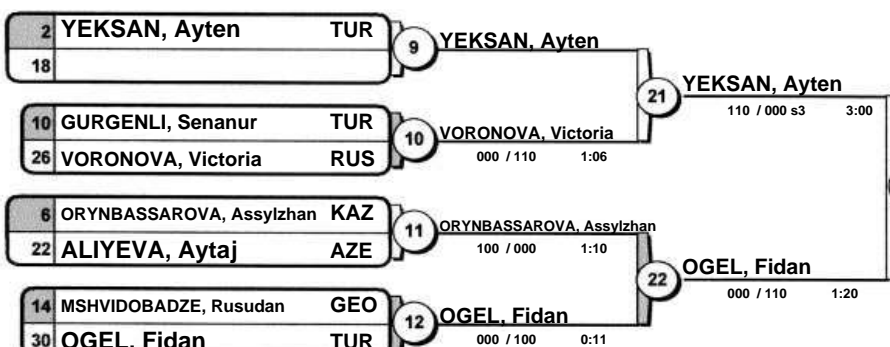 2 YEKSAN, Ayten TUR
18
9
YEKSAN, Ayten
10 GURGENLI, Senanur TUR
26 VORONOVA, Victoria RUS
10
VORONOVA, Victoria
000 / 110 1:06
21
YEKSAN, Ayten
110 / 000 s3 3:00
6 ORYNBASSAROVA, Assylzhan KAZ
22 ALIYEVA, Aytaj AZE
11
ORYNBASSAROVA, Assylzhan
100 / 000 1:10
14 MSHVIDOBADZE, Rusudan GEO
30 OGEL, Fidan TUR
12
OGEL, Fidan
000 / 100 0:11
22
OGEL, Fidan
000 / 110 1:20